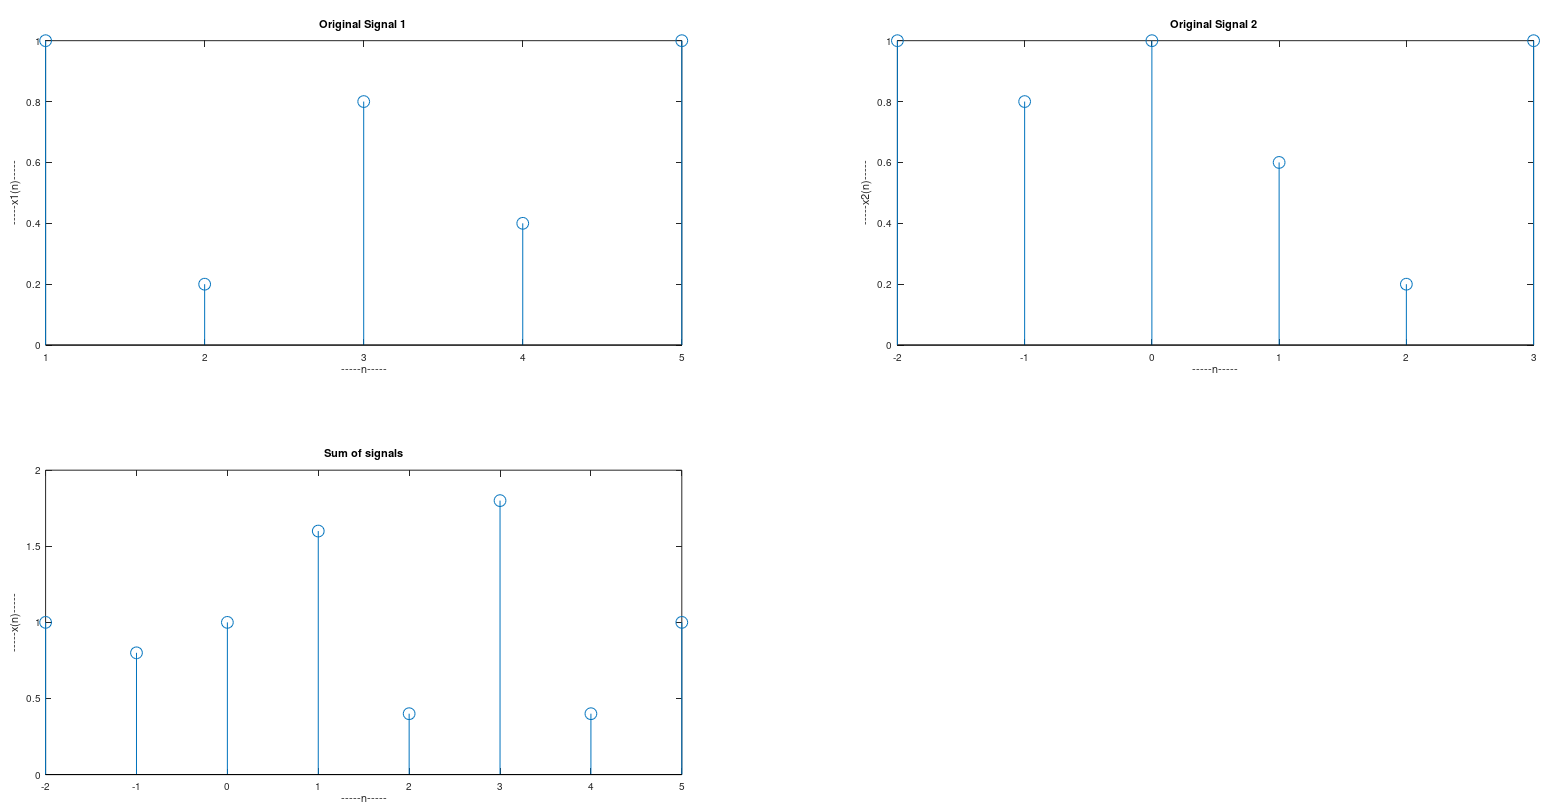 Original Signal 1
1
0.8
0.6
0.4
0.2
0
-----x1(n)-----
1 2 3 4 5
-----n-----
Original Signal 2
1
0.8
0.6
0.4
0.2
0
-----x2(n)-----
-2 -1 0 1 2 3
-----n-----
Sum of signals
2
1.5
1
0.5
0
-----x(n)-----
-2 -1 0 1 2 3 4 5
-----n-----